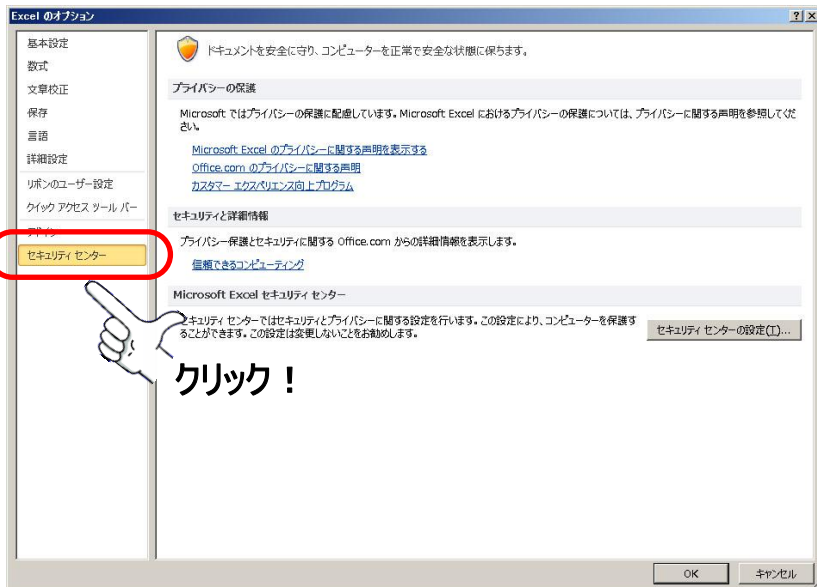 Excel のオプション
基本設定
数式
文章校正
保存
言語
詳細設定
リボンのユーザー設定
クイック アクセス ツール バー
アドイン
セキュリティ センター
ドキュメントを安全に守り、コンピューターを正常で安全な状態に保ちます。
プライバシーの保護
Microsoft ではプライバシーの保護に配慮しています。Microsoft Excel におけるプライバシーの保護については、プライバシーに関する声明を参照してくだ
さい。
Microsoft Excel のプライバシーに関する声明を表示する
Office.com のプライバシーに関する声明
カスタマー エクスペリエンス向上プログラム
セキュリティと詳細情報
プライバシー保護とセキュリティに関する Office.com からの詳細情報を表示します。
信頼できるコンピューティング
Microsoft Excel セキュリティ センター
セキュリティ センターではセキュリティとプライバシーに関する設定を行います。この設定により、コンピューターを保護す
ることができます。この設定は変更しないことをお勧めします。
セキュリティ センターの設定(T)...
クリック！
OK
キャンセル